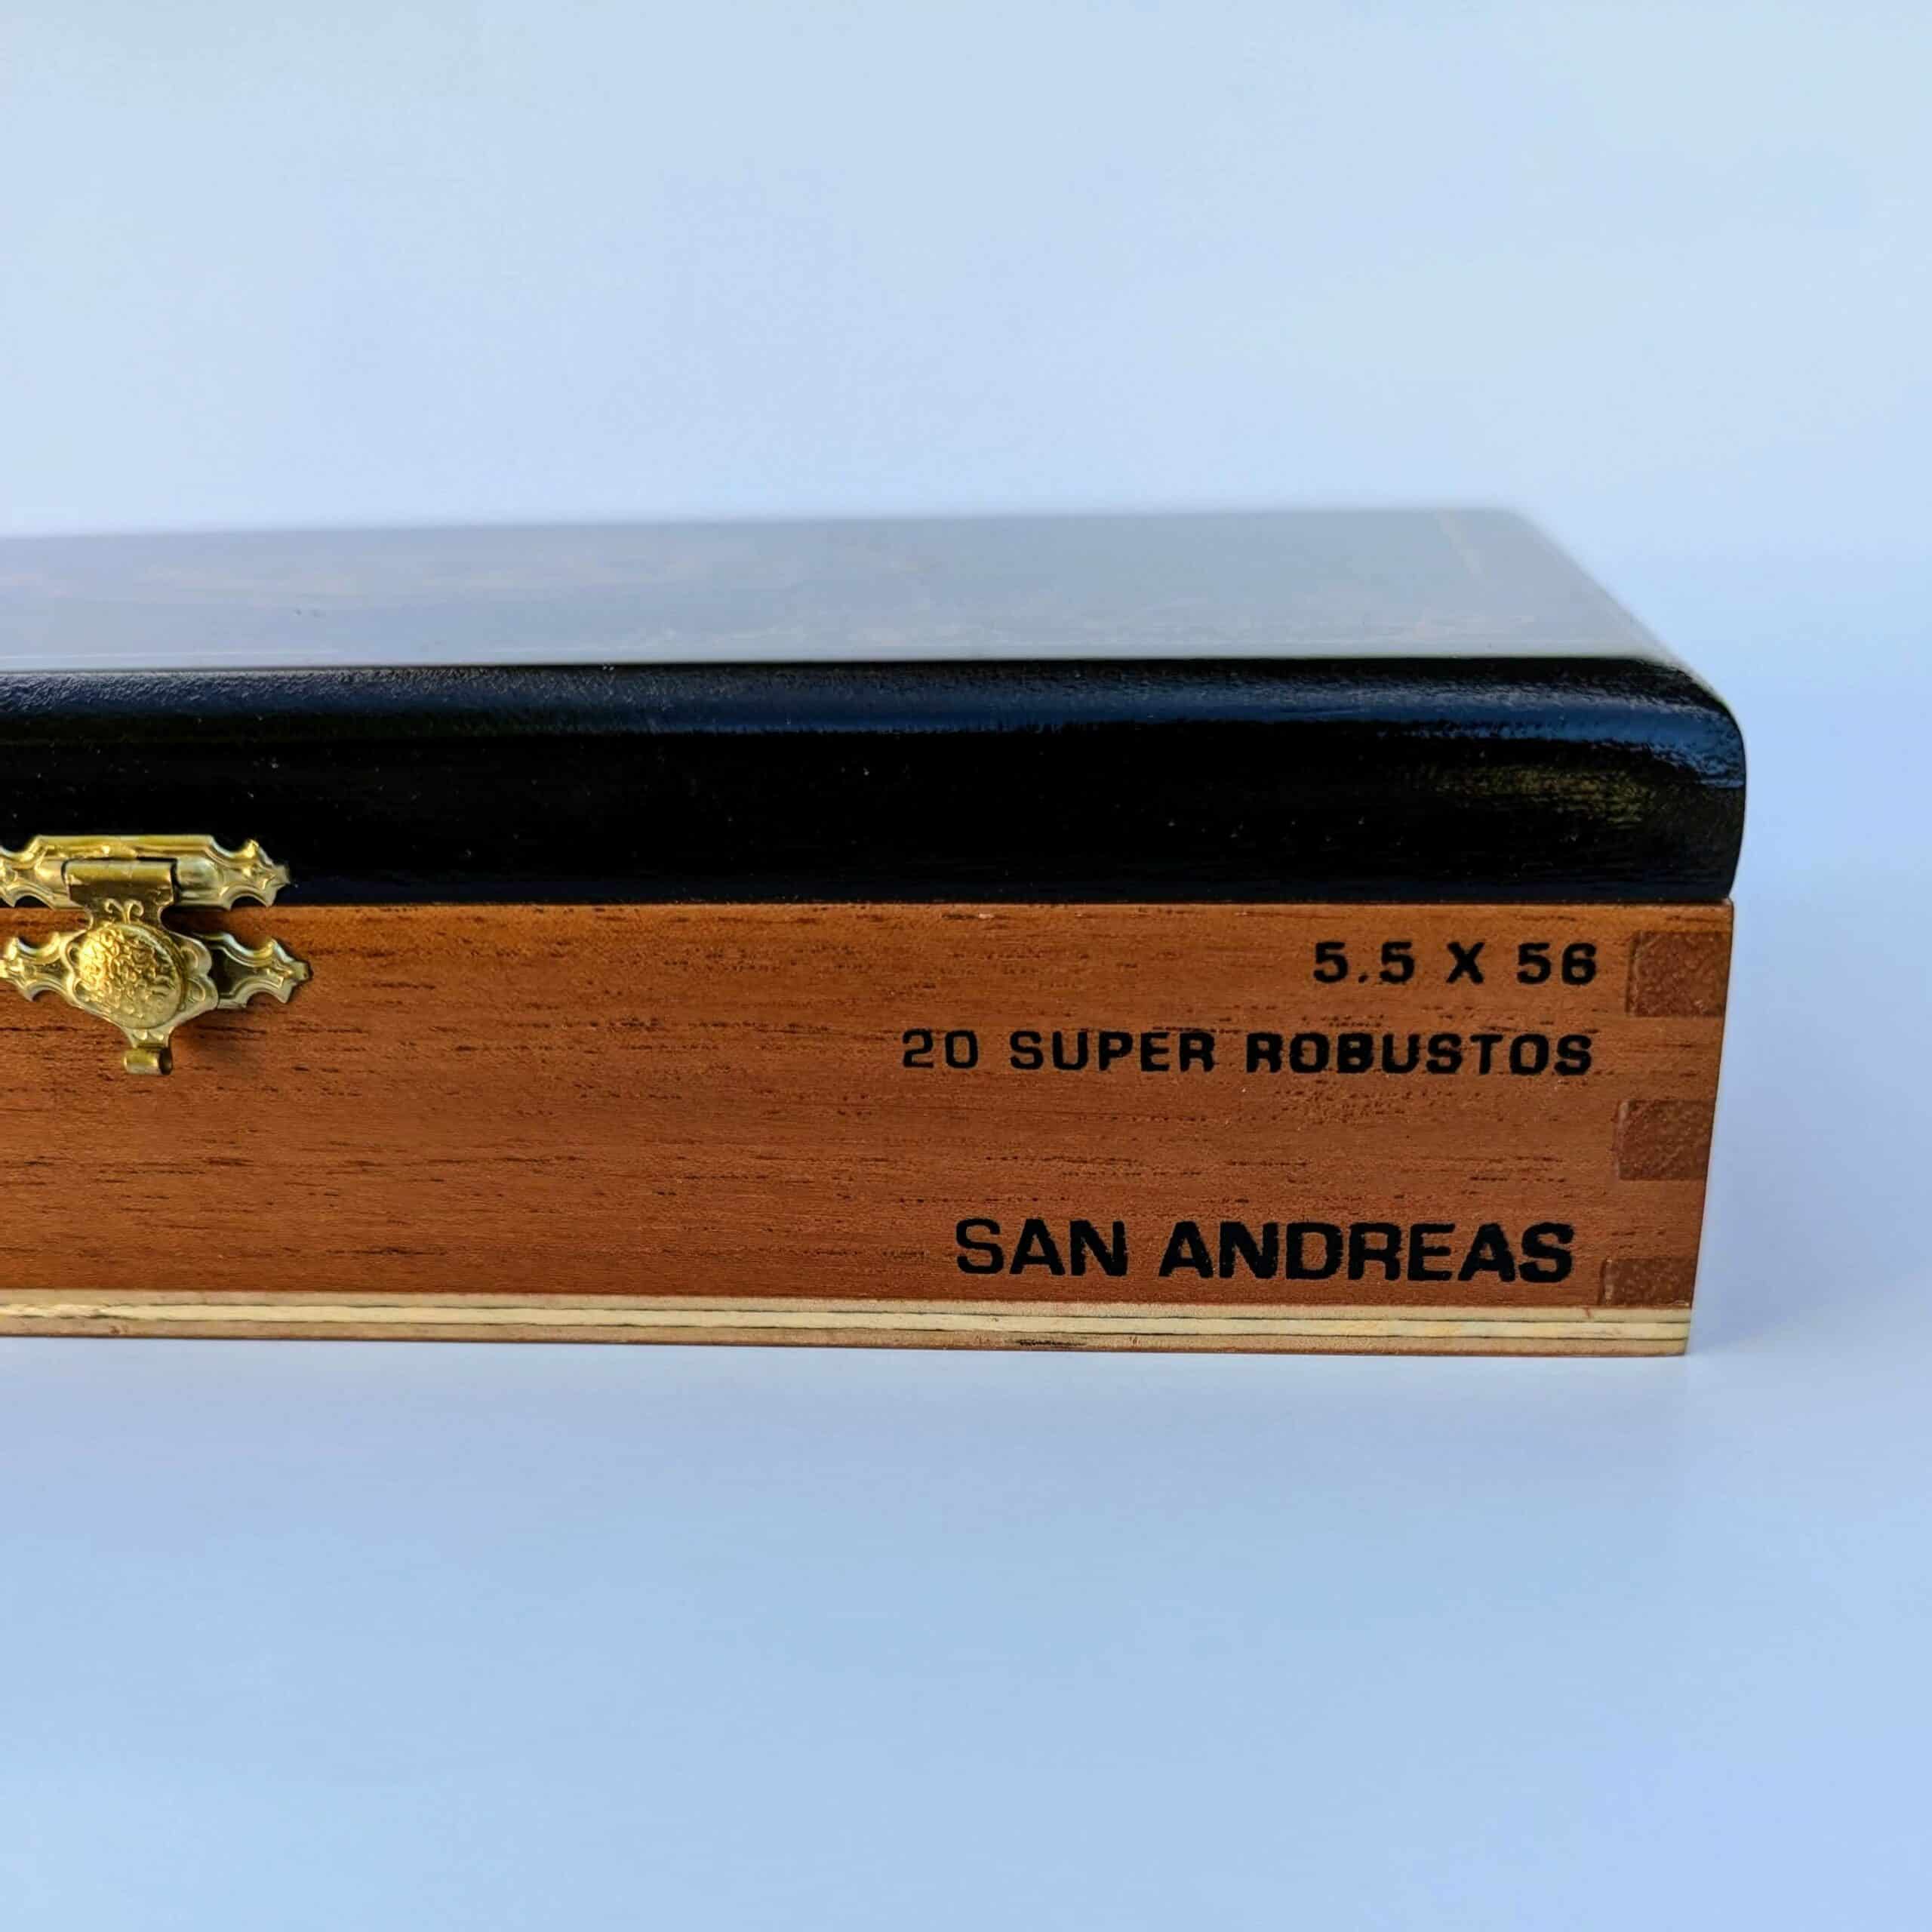 5.5 X 56
20 SUPER ROBUSTOS
SAN ANDREAS